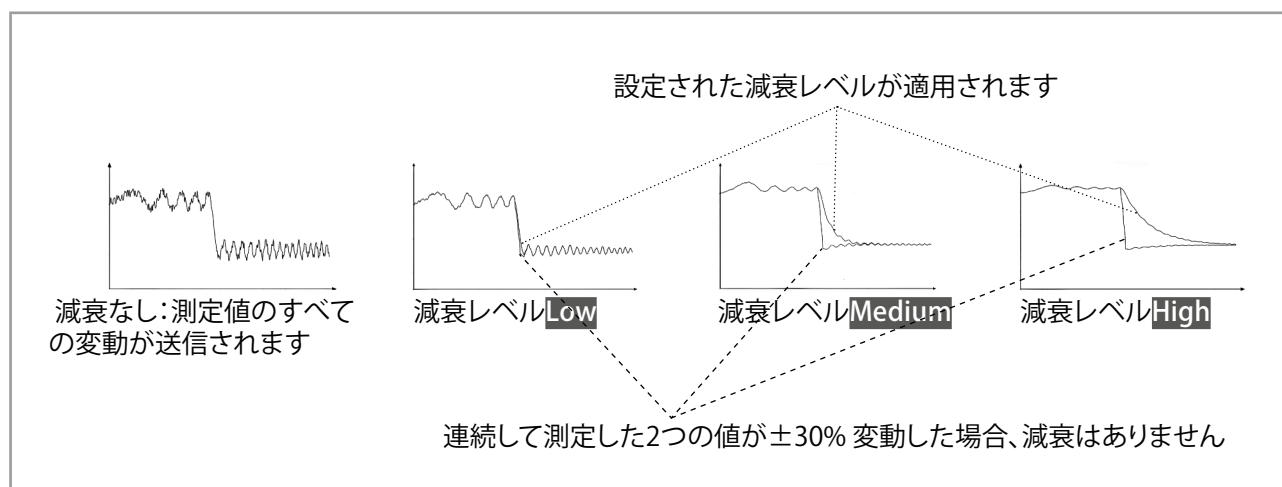 設定された減衰レベルが適用されます
減衰なし：測定値のすべて
の変動が送信されます
減衰レベルLow
減衰レベルMedium
減衰レベルHigh
連続して測定した2つの値が±30% 変動した場合、減衰はありません